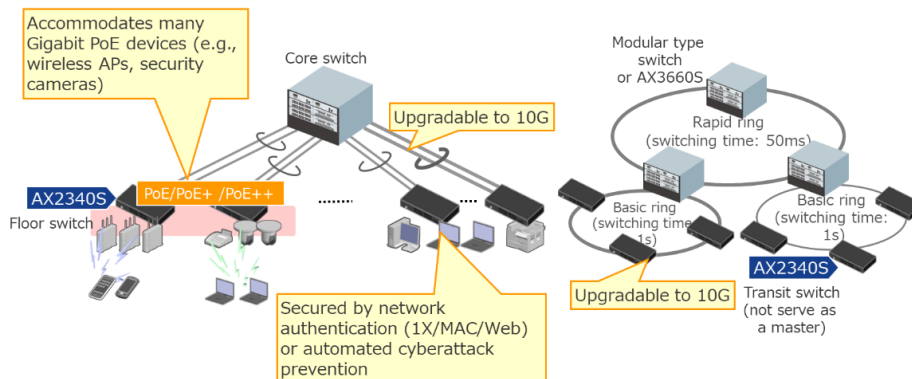 Accommodates many
Gigabit PoE devices (e.g.,
wireless APs, security
cameras)
Core switch
Upgradable to 10G
AX2340S
PoE/PoE+ /PoE++
Floor switch
........
....
Secured by network
authentication (1X/MAC/Web)
or automated cyberattack
prevention
Modular type
switch
or AX3660S
Rapid ring
(switching time: 50ms)
Basic ring
(switching time:
1s)
Basic ring
(switching time:
1s)
Upgradable to 10G
AX2340S
Transit switch
(not serve as
a master)